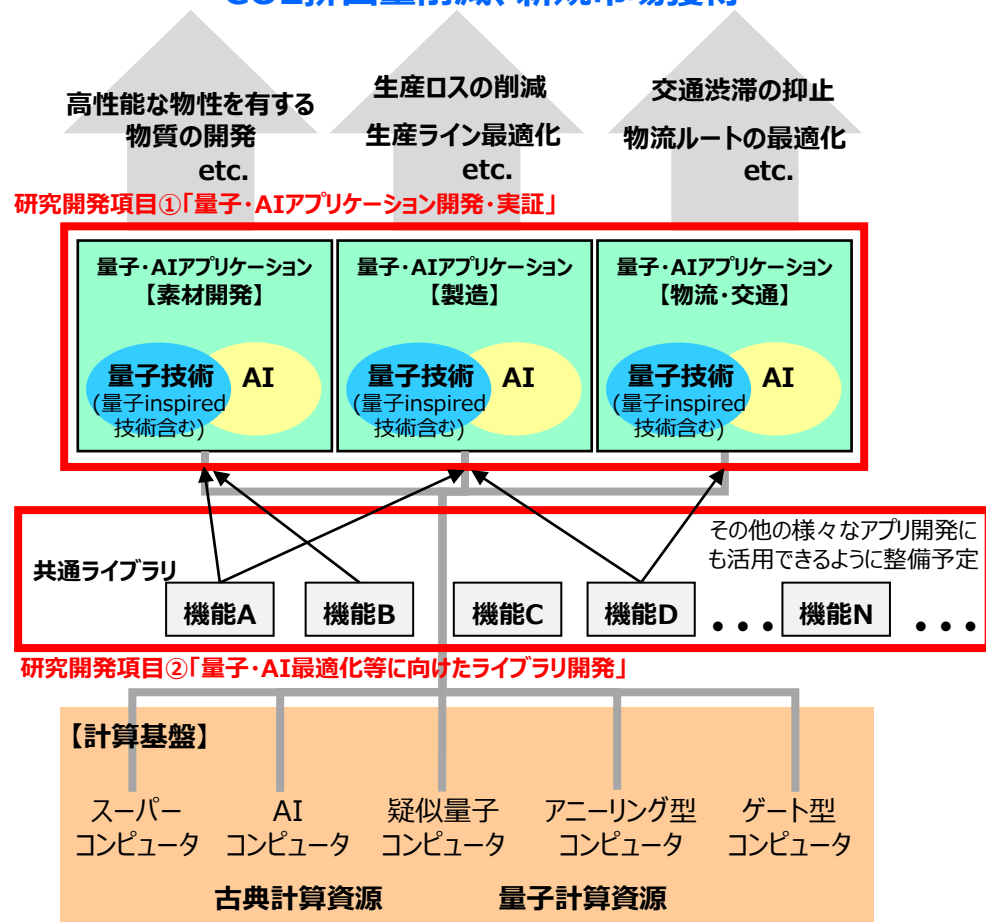 高性能な物性を有する
物質の開発
etc.
生産ロスの削減
生産ライン最適化
etc.
交通渋滞の抑止
物流ルートの最適化
etc.
研究開発項目①「量子・AIアプリケーション開発・実証」
量子・AIアプリケーション
【素材開発】
量子技術
(量子inspired
技術含む)
AI
量子・AIアプリケーション
【製造】
量子技術
(量子inspired
技術含む)
AI
量子・AIアプリケーション
【物流・交通】
量子技術
(量子inspired
技術含む)
AI
その他の様々なアプリ開発に
も活用できるように整備予定
共通ライブラリ
機能A
機能B
機能C
機能D
・・・
機能N
・・・
研究開発項目②「量子・AI最適化等に向けたライブラリ開発」
【計算基盤】
スーパー
コンピュータ
AI
コンピュータ
疑似量子
コンピュータ
アニーリング型
コンピュータ
ゲート型
コンピュータ
古典計算資源
量子計算資源